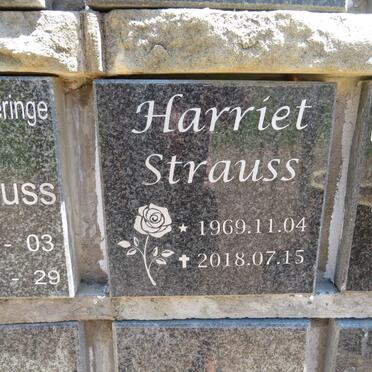 eringe
uss
- 03
- 29
Harriet
Strauss
* 1969.11.04
✝ 2018.07.15